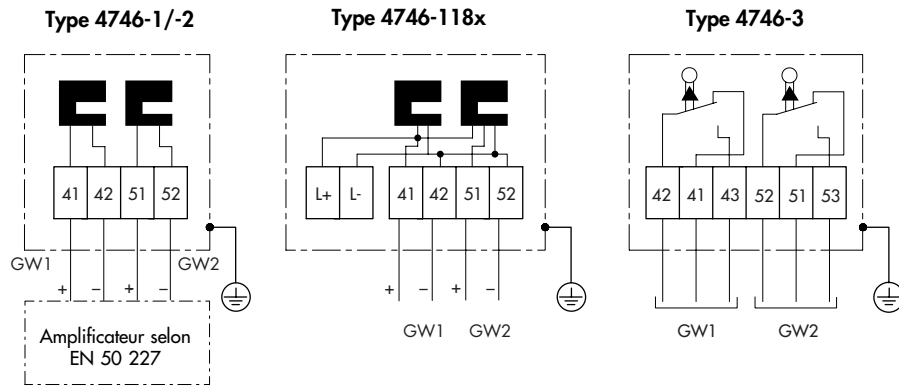 Type 4746-1/-2 Type 4746-118x Type 4746-3
41 42 51 52
L+ L- 41 42 51 52
42 41 43 52 51 53
GW1 GW2
+ – + –
+ – + –
GW1 GW2
GW1 GW2
Amplificateur selon
EN 50 227